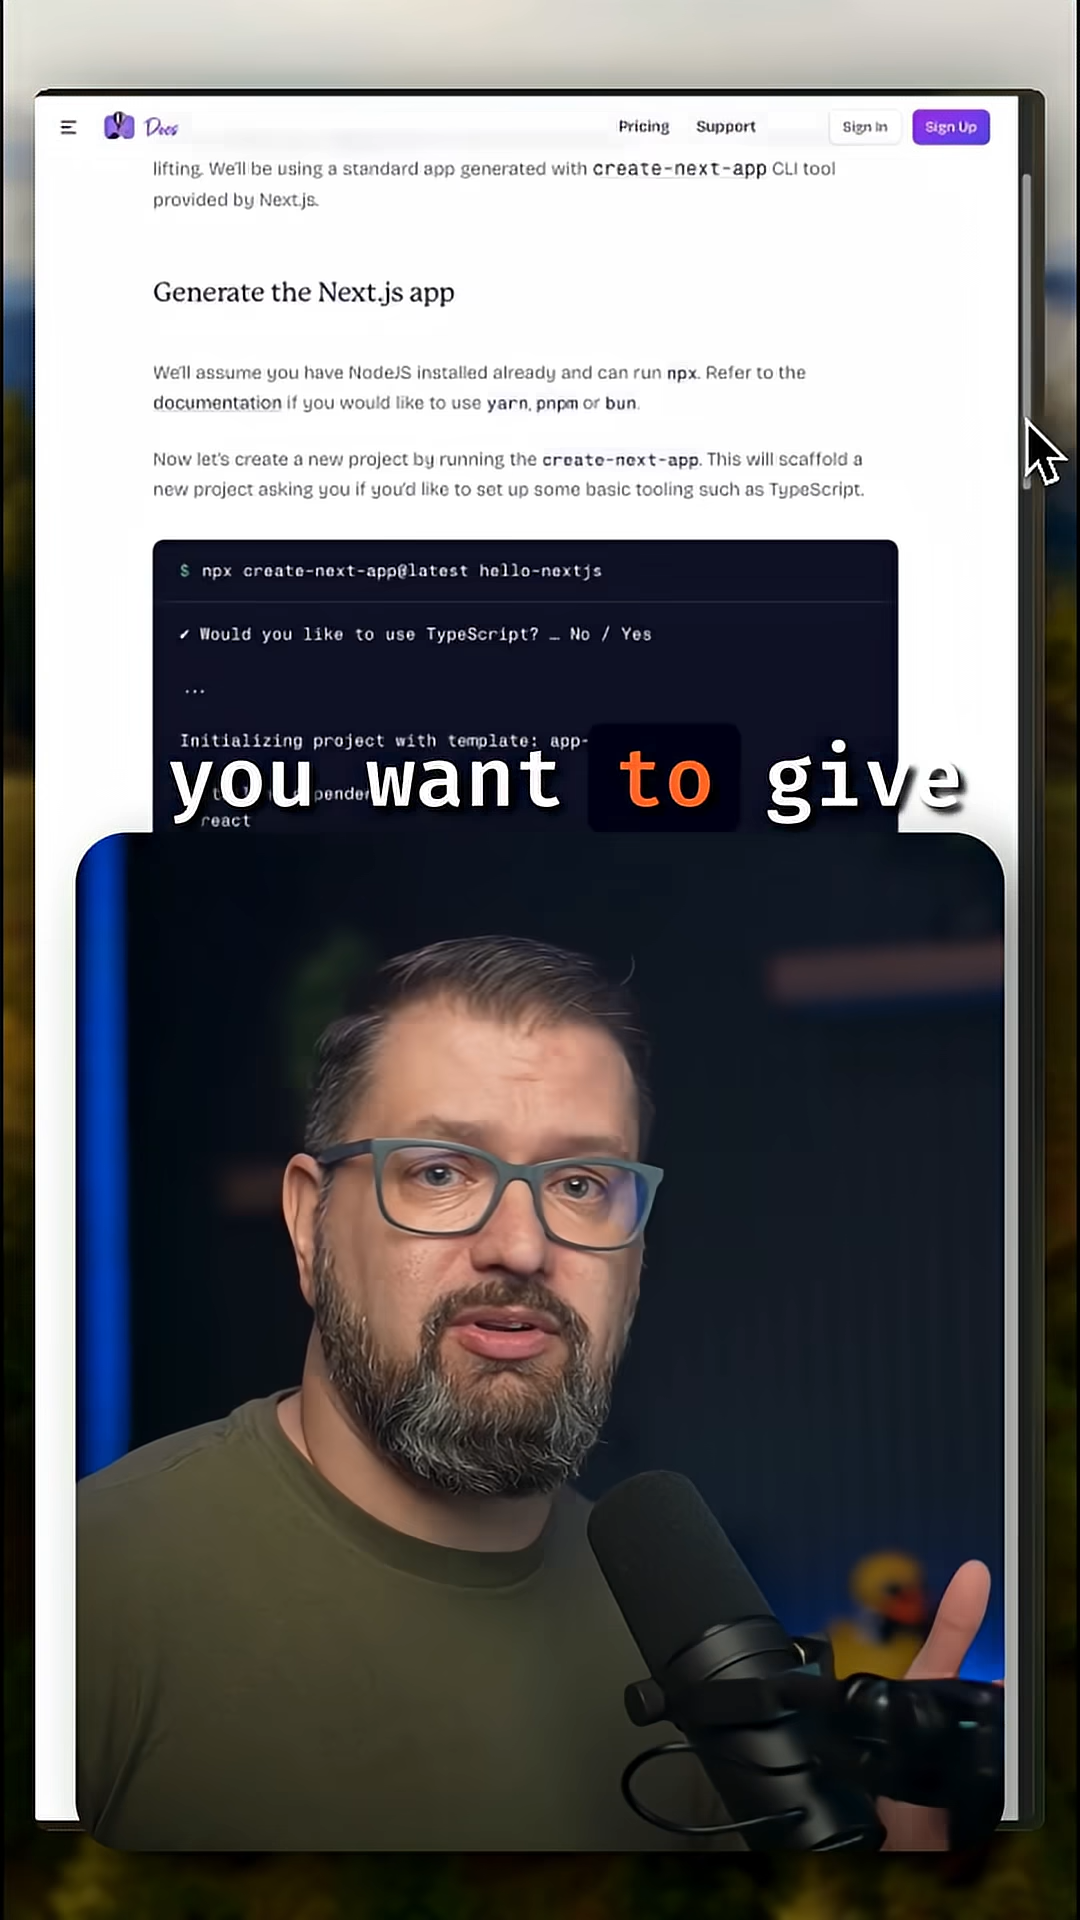 Docs
Pricing
Support
Sign In
Sign Up
lifting. We'll be using a standard app generated with create-next-app CLI tool
provided by Next.js.
Generate the Next.js app
We'll assume you have NodeJS installed already and can run npx. Refer to the
documentation if you would like to use yarn, pnpm or bun.
Now let's create a new project by running the create-next-app. This will scaffold a
new project asking you if you'd like to set up some basic tooling such as TypeScript.
$ npx create-next-app@latest hello-nextjs
✔ Would you like to use TypeScript? … No / Yes
...
Initializing project with template: app-
you want to give
react